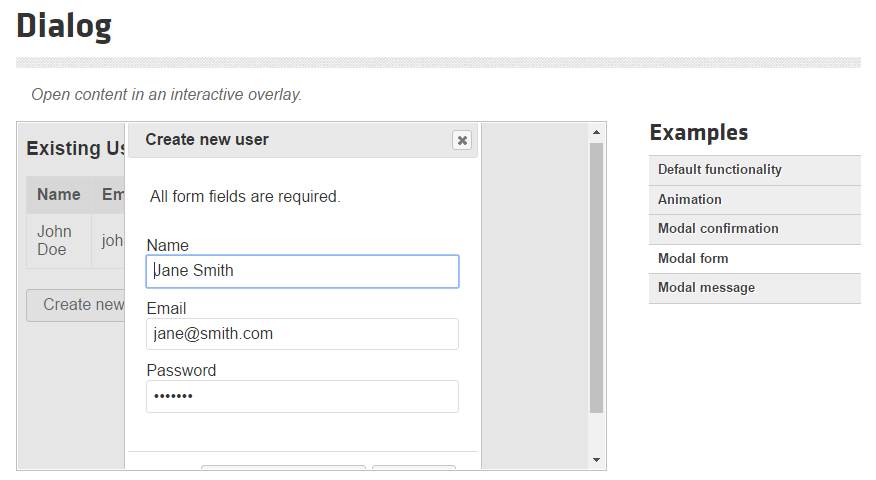 Dialog
Open content in an interactive overlay.
Existing Us
Name Em
John
Doe
joh
Create new
Create new user
All form fields are required.
Name
Jane Smith
Email
jane@smith.com
Password
•••••••
Examples
Default functionality
Animation
Modal confirmation
Modal form
Modal message